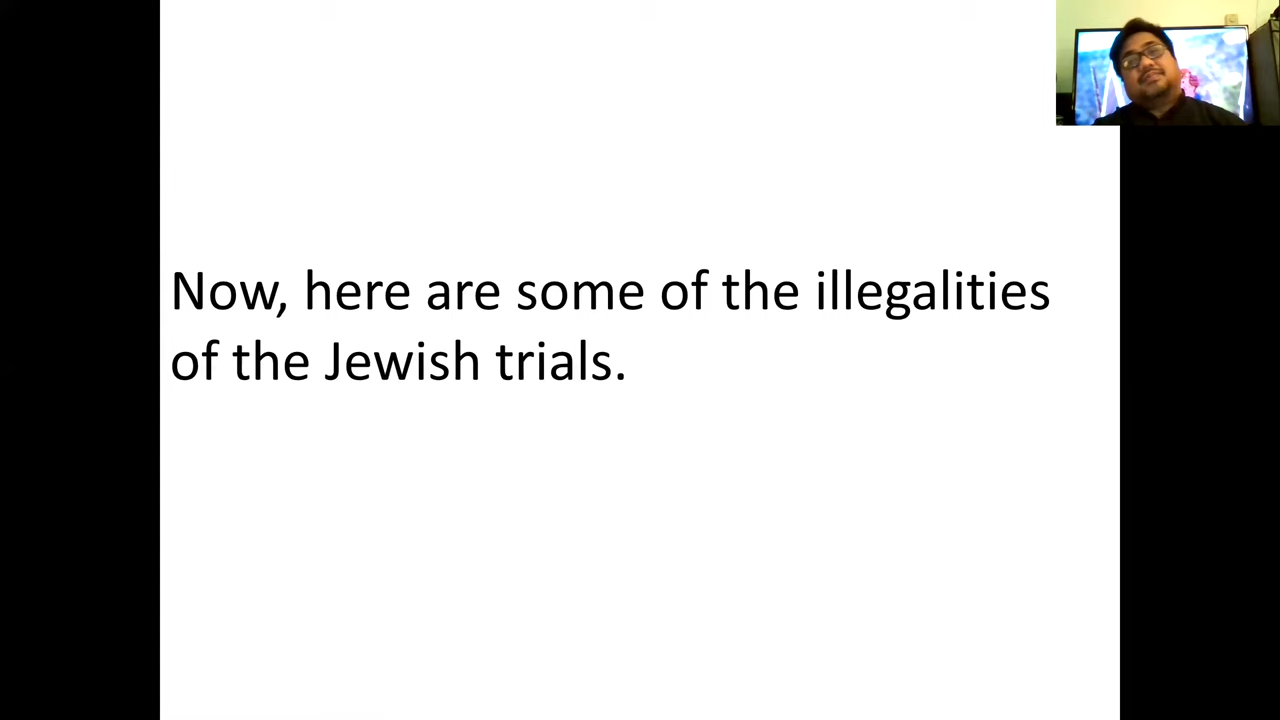 Now, here are some of the illegalities
of the Jewish trials.